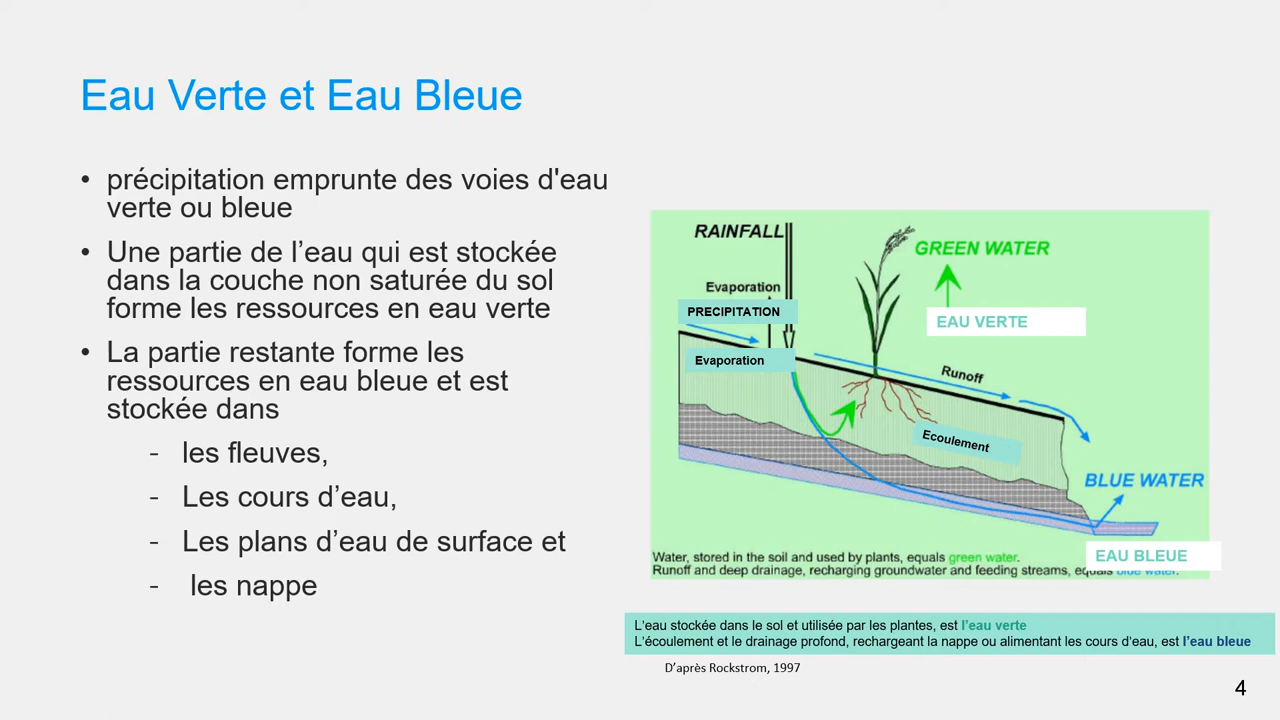 Eau Verte et Eau Bleue
• précipitation emprunte des voies d'eau
verte ou bleue
• Une partie de l’eau qui est stockée
dans la couche non saturée du sol
forme les ressources en eau verte
• La partie restante forme les
ressources en eau bleue et est
stockée dans
- les fleuves,
- Les cours d’eau,
- Les plans d’eau de surface et
- les nappe
RAINFALL
GREEN WATER
Evaporation
PRECIPITATION
EAU VERTE
Evaporation
Runoff
Ecoulement
BLUE WATER
EAU BLEUE
Water, stored in the soil and used by plants, equals green water.
Runoff and deep drainage, recharging groundwater and feeding streams, equals blue water.
L’eau stockée dans le sol et utilisée par les plantes, est l’eau verte
L’écoulement et le drainage profond, rechargeant la nappe ou alimentant les cours d’eau, est l’eau bleue
D’après Rockstrom, 1997
4